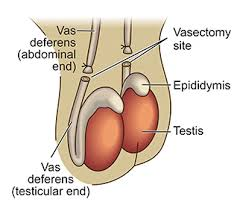 Vas
deferens
(abdominal
end)
Vasectomy
site
Epididymis
Testis
Vas
deferens
(testicular end)